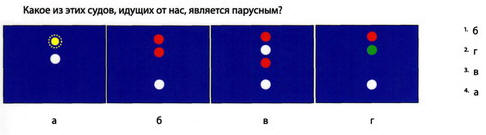 Какое из этих судов, идущих от нас, является парусным?
1. б
2. г
3. в
4. а
а б в г